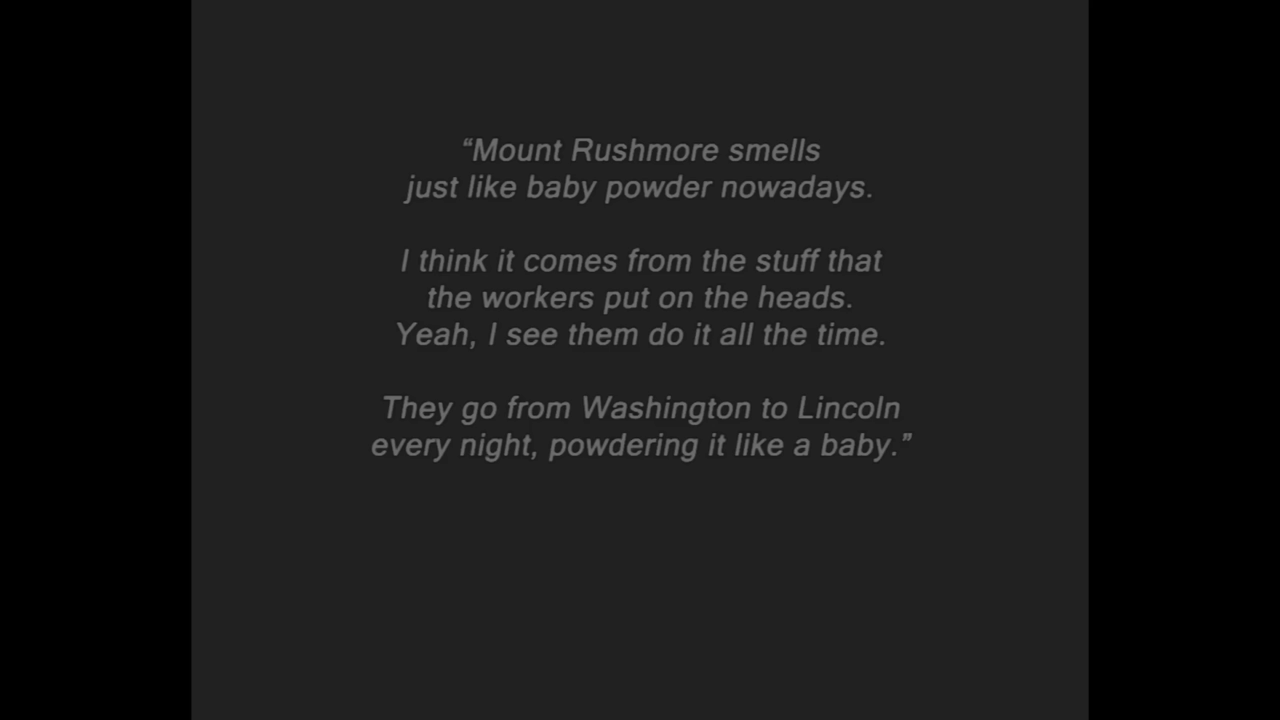 “Mount Rushmore smells
just like baby powder nowadays.
I think it comes from the stuff that
the workers put on the heads.
Yeah, I see them do it all the time.
They go from Washington to Lincoln
every night, powdering it like a baby.”